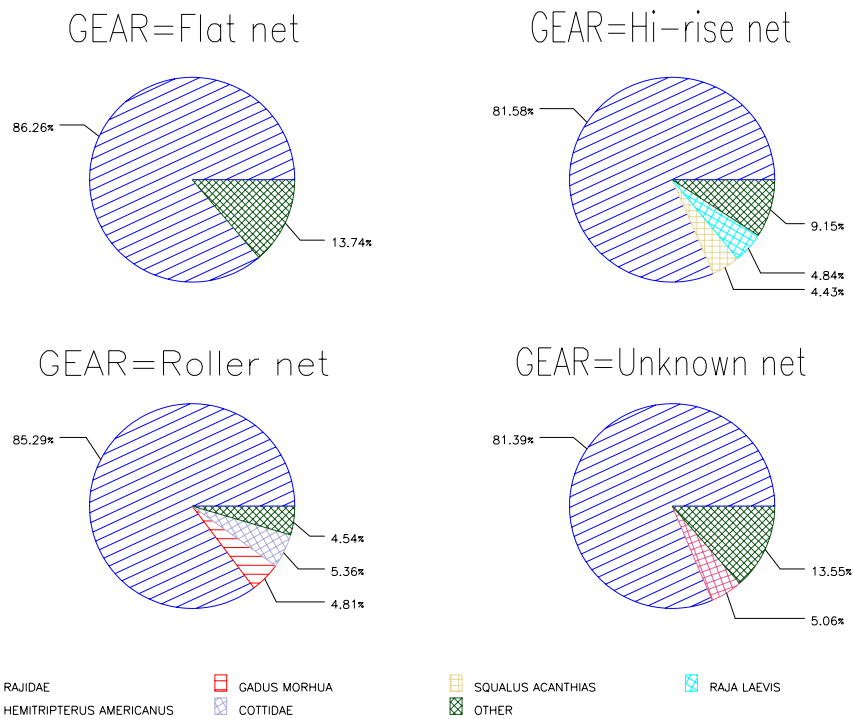 GEAR=Flat net
GEAR=Hi-rise net
86.26%
13.74%
81.58%
9.15%
4.84%
4.43%
GEAR=Roller net
GEAR=Unknown net
85.29%
4.54%
5.36%
4.81%
81.39%
13.55%
5.06%
RAJIDAE
GADUS MORHUA
SQUALUS ACANTHIAS
RAJA LAEVIS
HEMITRIPTERUS AMERICANUS
COTTIDAE
OTHER